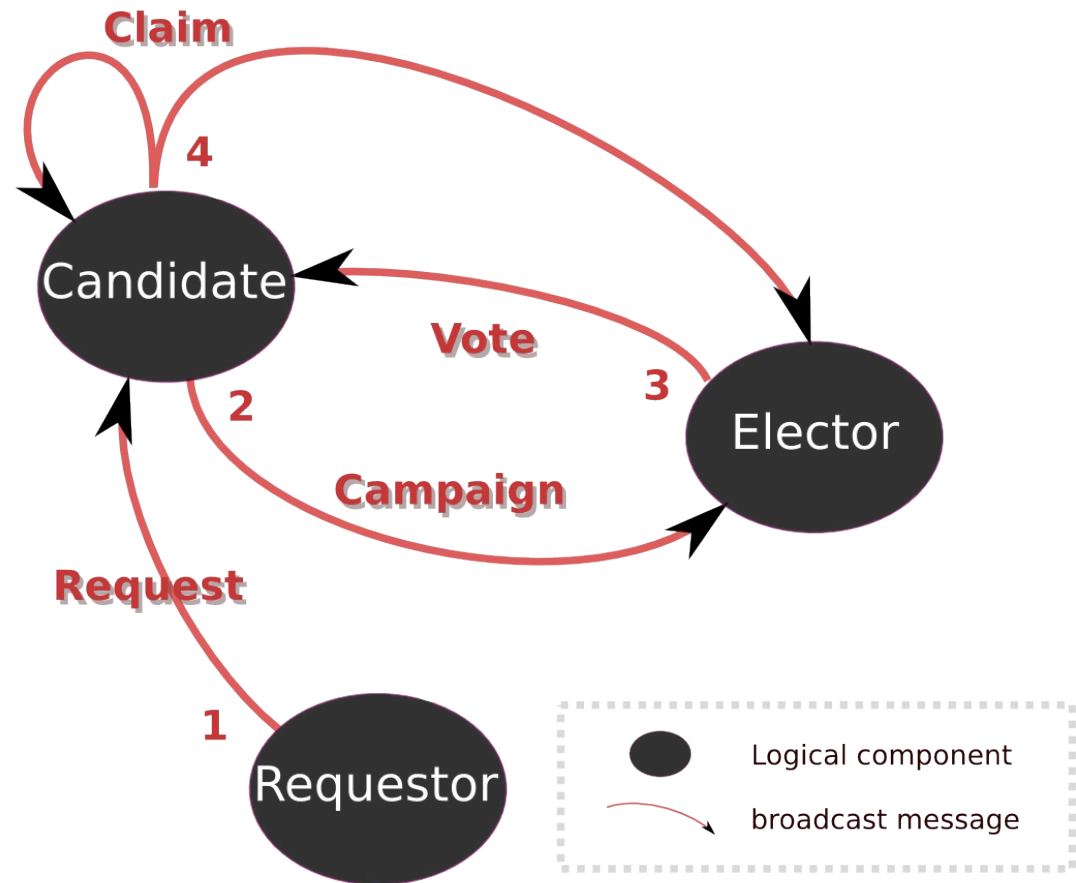 Claim
4
Candidate
Vote
3
2
Elector
Campaign
Request
1
Requestor
Logical component
broadcast message